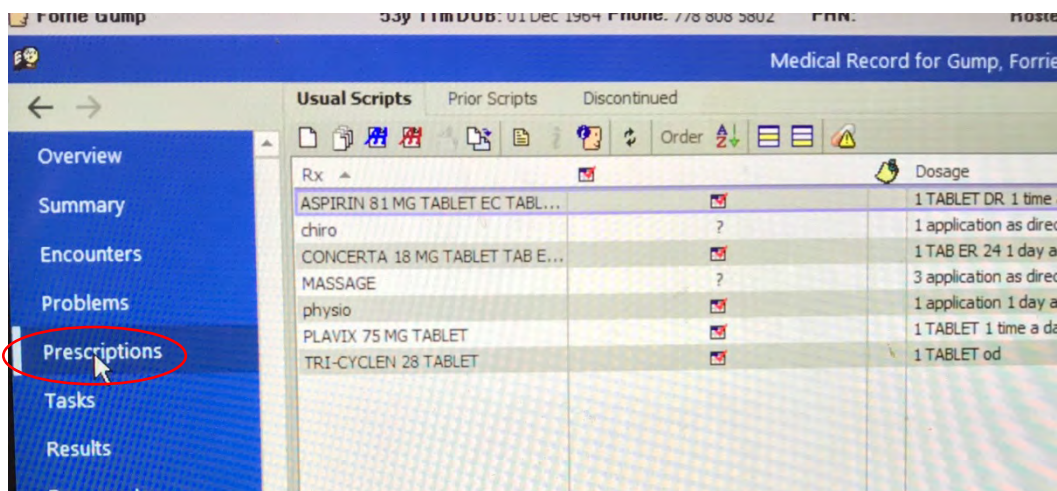 Forrie Gump 53y 11m DOB: 01 Dec 1964 Phone: 778 808 5802 PHN:
Medical Record for Gump, Forrie
Usual Scripts Prior Scripts Discontinued
Order
Overview
Rx Dosage
Summary
ASPIRIN 81 MG TABLET EC TABL... 1 TABLET DR 1 time
chiro ? 1 application as direc
Encounters
CONCERTA 18 MG TABLET TAB E... 1 TAB ER 24 1 day a
MASSAGE ? 3 application as direc
Problems
physio 1 application 1 day a
PLAVIX 75 MG TABLET 1 TABLET 1 time a da
Prescriptions
TRI-CYCLEN 28 TABLET 1 TABLET od
Tasks
Results